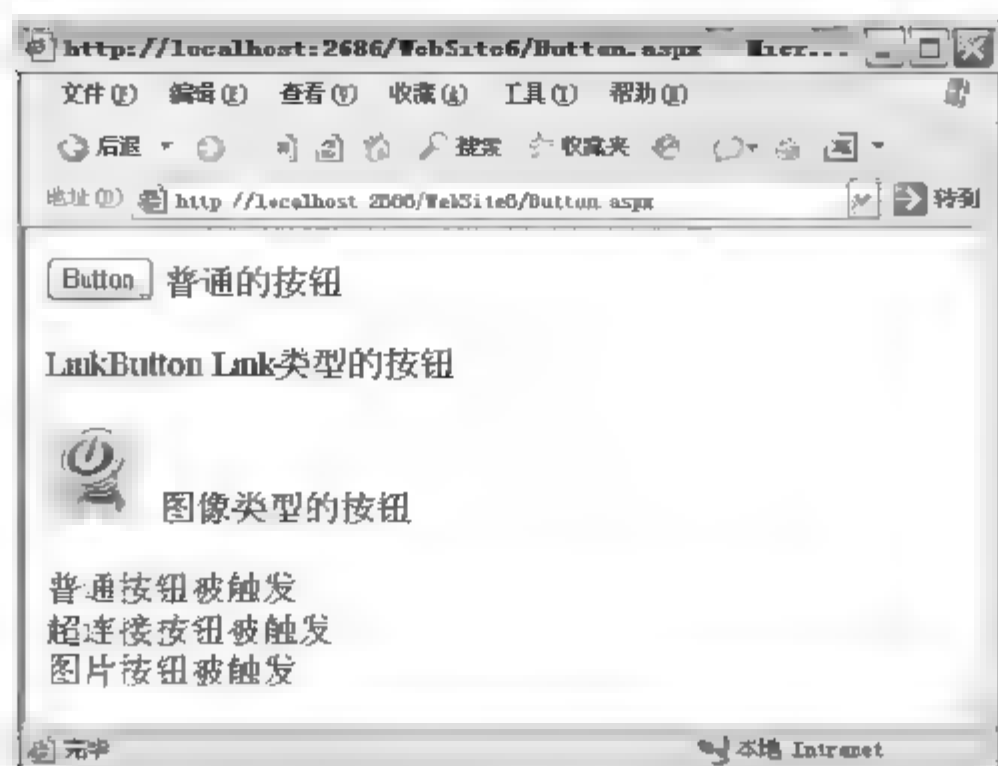 http://localhost:2686/WebSite6/Button.aspx Micr...
文件(F) 编辑(E) 查看(V) 收藏(A) 工具(T) 帮助(H)
后退 搜索 收藏夹
地址(D) http://localhost:2686/WebSite6/Button.aspx 转到
Button 普通的按钮
LinkButton Link类型的按钮
图像类型的按钮
普通按钮被触发
超连接按钮被触发
图片按钮被触发
完毕 本地 Intranet